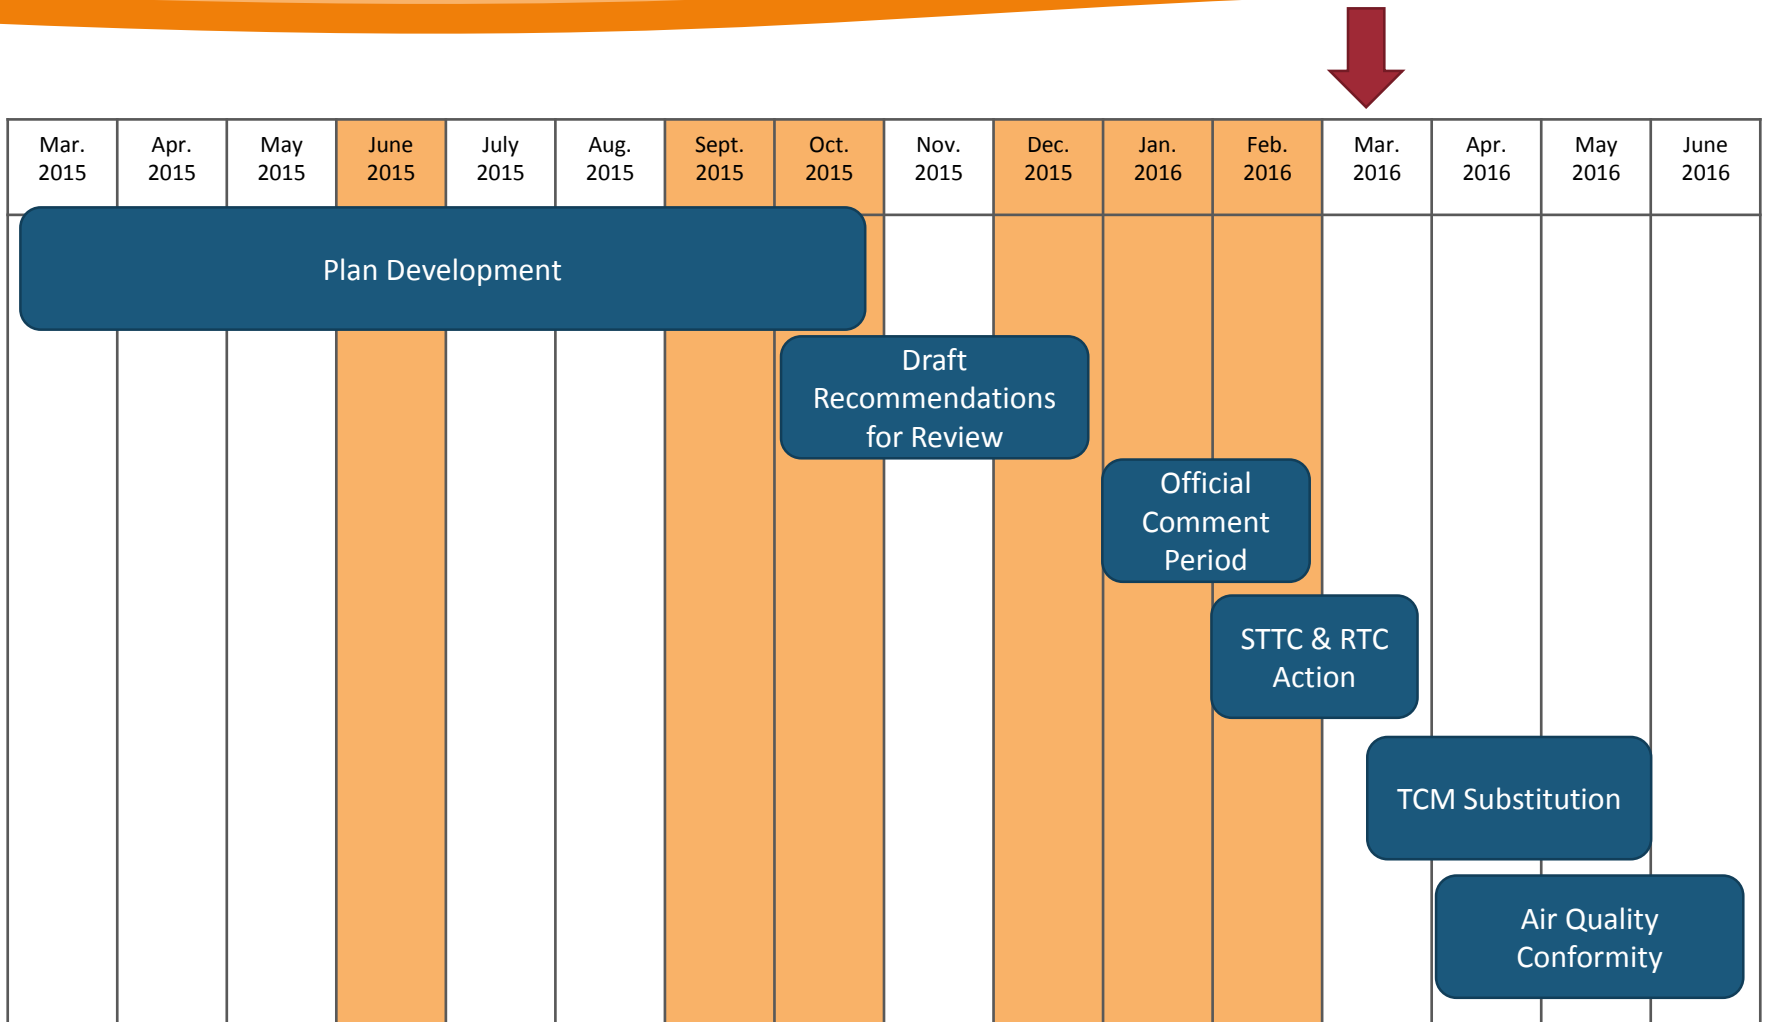 Mar.
2015
Apr.
2015
May
2015
June
2015
July
2015
Aug.
2015
Sept.
2015
Oct.
2015
Nov.
2015
Dec.
2015
Jan.
2016
Feb.
2016
Mar.
2016
Apr.
2016
May
2016
June
2016
Plan Development
Draft
Recommendations
for Review
Official
Comment
Period
STTC & RTC
Action
TCM Substitution
Air Quality
Conformity